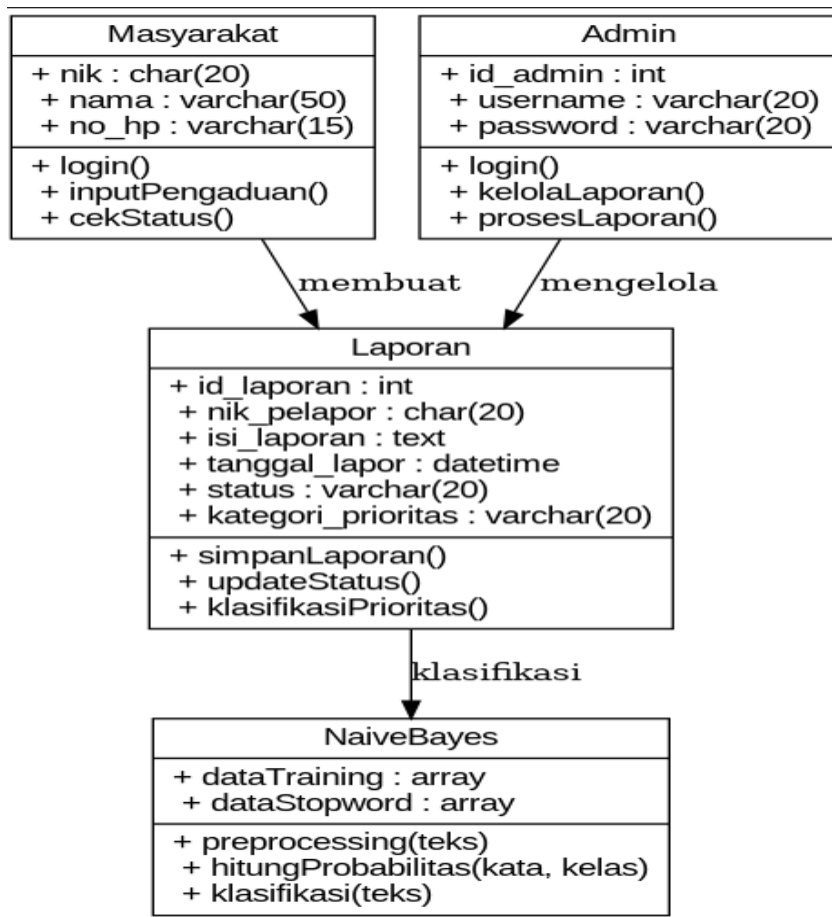 Masyarakat
+ nik : char(20)
+ nama : varchar(50)
+ no_hp : varchar(15)
+ login()
+ inputPengaduan()
+ cekStatus()
Admin
+ id_admin : int
+ username : varchar(20)
+ password : varchar(20)
+ login()
+ kelolaLaporan()
+ prosesLaporan()
membuat
mengelola
Laporan
+ id_laporan : int
+ nik_pelapor : char(20)
+ isi_laporan : text
+ tanggal_lapor : datetime
+ status : varchar(20)
+ kategori_prioritas : varchar(20)
+ simpanLaporan()
+ updateStatus()
+ klasifikasiPrioritas()
klasifikasi
NaiveBayes
+ dataTraining : array
+ dataStopword : array
+ preprocessing(teks)
+ hitungProbabilitas(kata, kelas)
+ klasifikasi(teks)